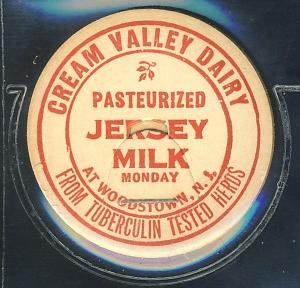 CREAM VALLEY DAIRY
PASTEURIZED
JERSEY
MILK
MONDAY
AT WOODSTOWN, N. J.
FROM TUBERCULIN TESTED HERDS